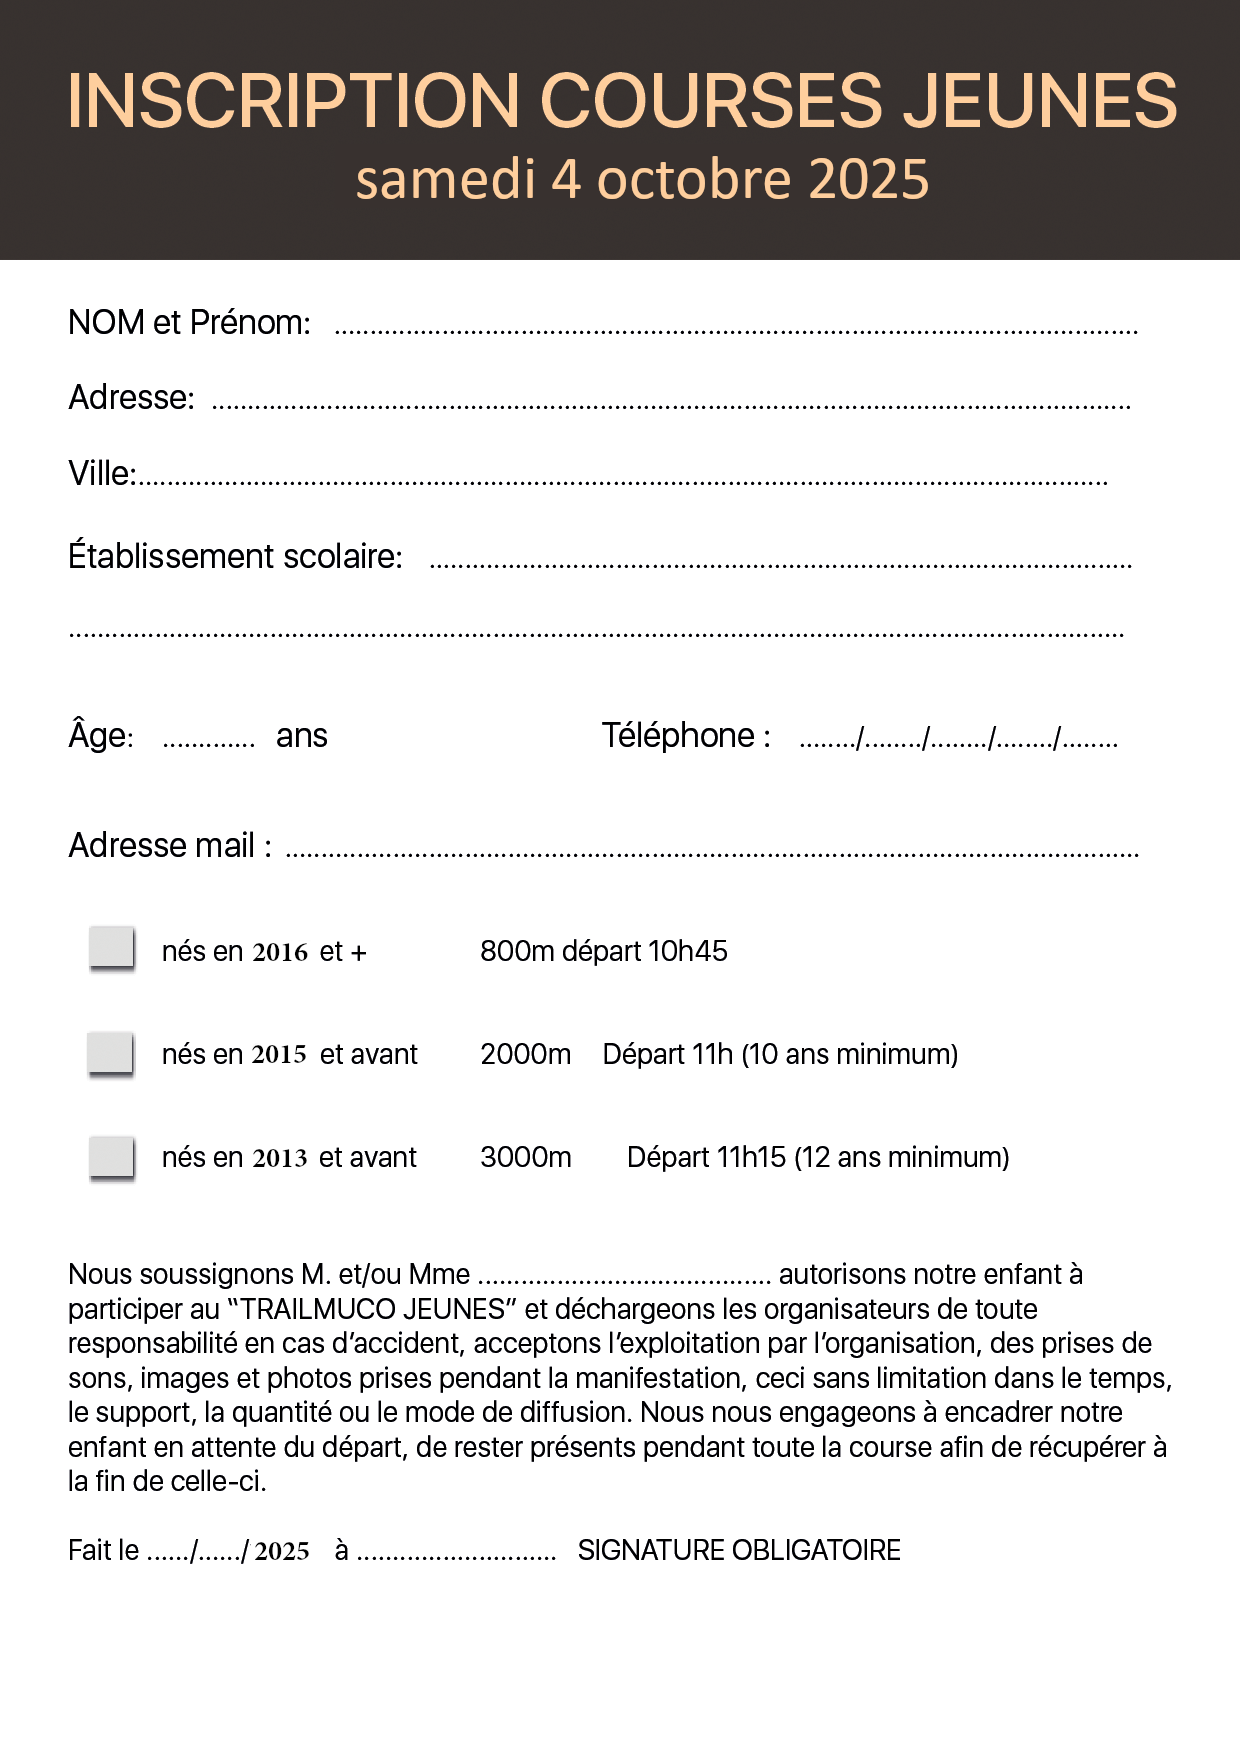 INSCRIPTION COURSES JEUNES
samedi 4 octobre 2025
NOM et Prénom: ................................................................................................................
Adresse: ................................................................................................................................
Ville:.......................................................................................................................................
Établissement scolaire: ..................................................................................................
...................................................................................................................................................
Âge: ............. ans Téléphone : ......../......../......../......../........
Adresse mail : .......................................................................................................................
nés en 2016 et + 800m départ 10h45
nés en 2015 et avant 2000m Départ 11h (10 ans minimum)
nés en 2013 et avant 3000m Départ 11h15 (12 ans minimum)
Nous soussignons M. et/ou Mme ......................................... autorisons notre enfant à
participer au “TRAILMUCO JEUNES” et déchargeons les organisateurs de toute
responsabilité en cas d’accident, acceptons l’exploitation par l’organisation, des prises de
sons, images et photos prises pendant la manifestation, ceci sans limitation dans le temps,
le support, la quantité ou le mode de diffusion. Nous nous engageons à encadrer notre
enfant en attente du départ, de rester présents pendant toute la course afin de récupérer à
la fin de celle-ci.
Fait le ....../....../ 2025 à ............................ SIGNATURE OBLIGATOIRE